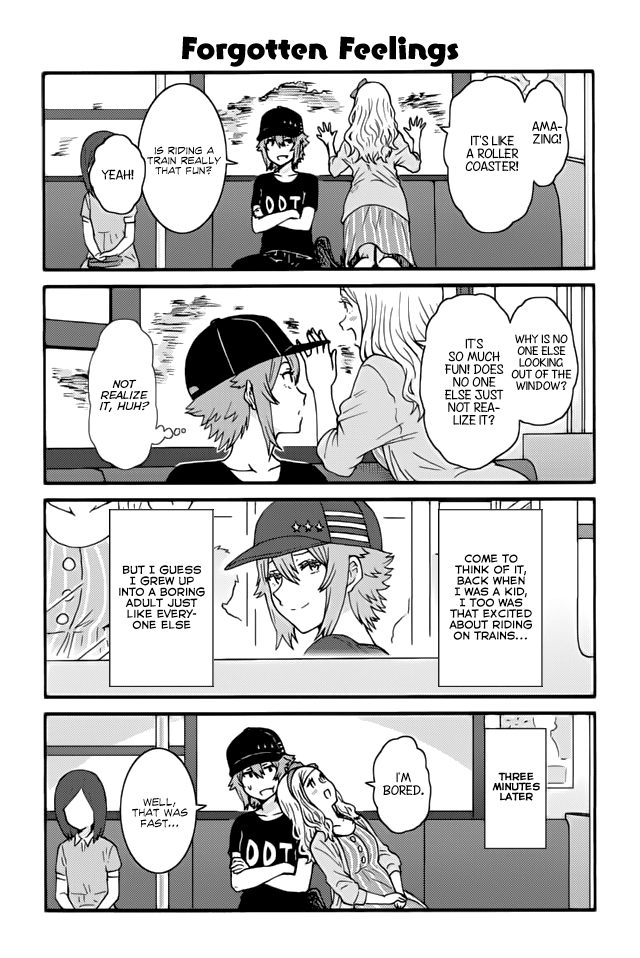 Forgotten Feelings
AMA-
ZING!
IT'S LIKE
A ROLLER
COASTER!
IS RIDING A
TRAIN REALLY
THAT FUN?
YEAH!
DDT
WHY IS NO
ONE ELSE
LOOKING
OUT OF THE
WINDOW?
IT'S
SO MUCH
FUN! DOES
NO ONE
ELSE JUST
NOT REA-
LIZE IT?
NOT
REALIZE
IT, HUH?
COME TO
THINK OF IT,
BACK WHEN
I WAS A KID,
I TOO WAS
THAT EXCITED
ABOUT RIDING
ON TRAINS...
BUT I GUESS
I GREW UP
INTO A BORING
ADULT JUST
LIKE EVERY-
ONE ELSE
THREE
MINUTES
LATER
I'M
BORED.
WELL,
THAT WAS
FAST...
DDT